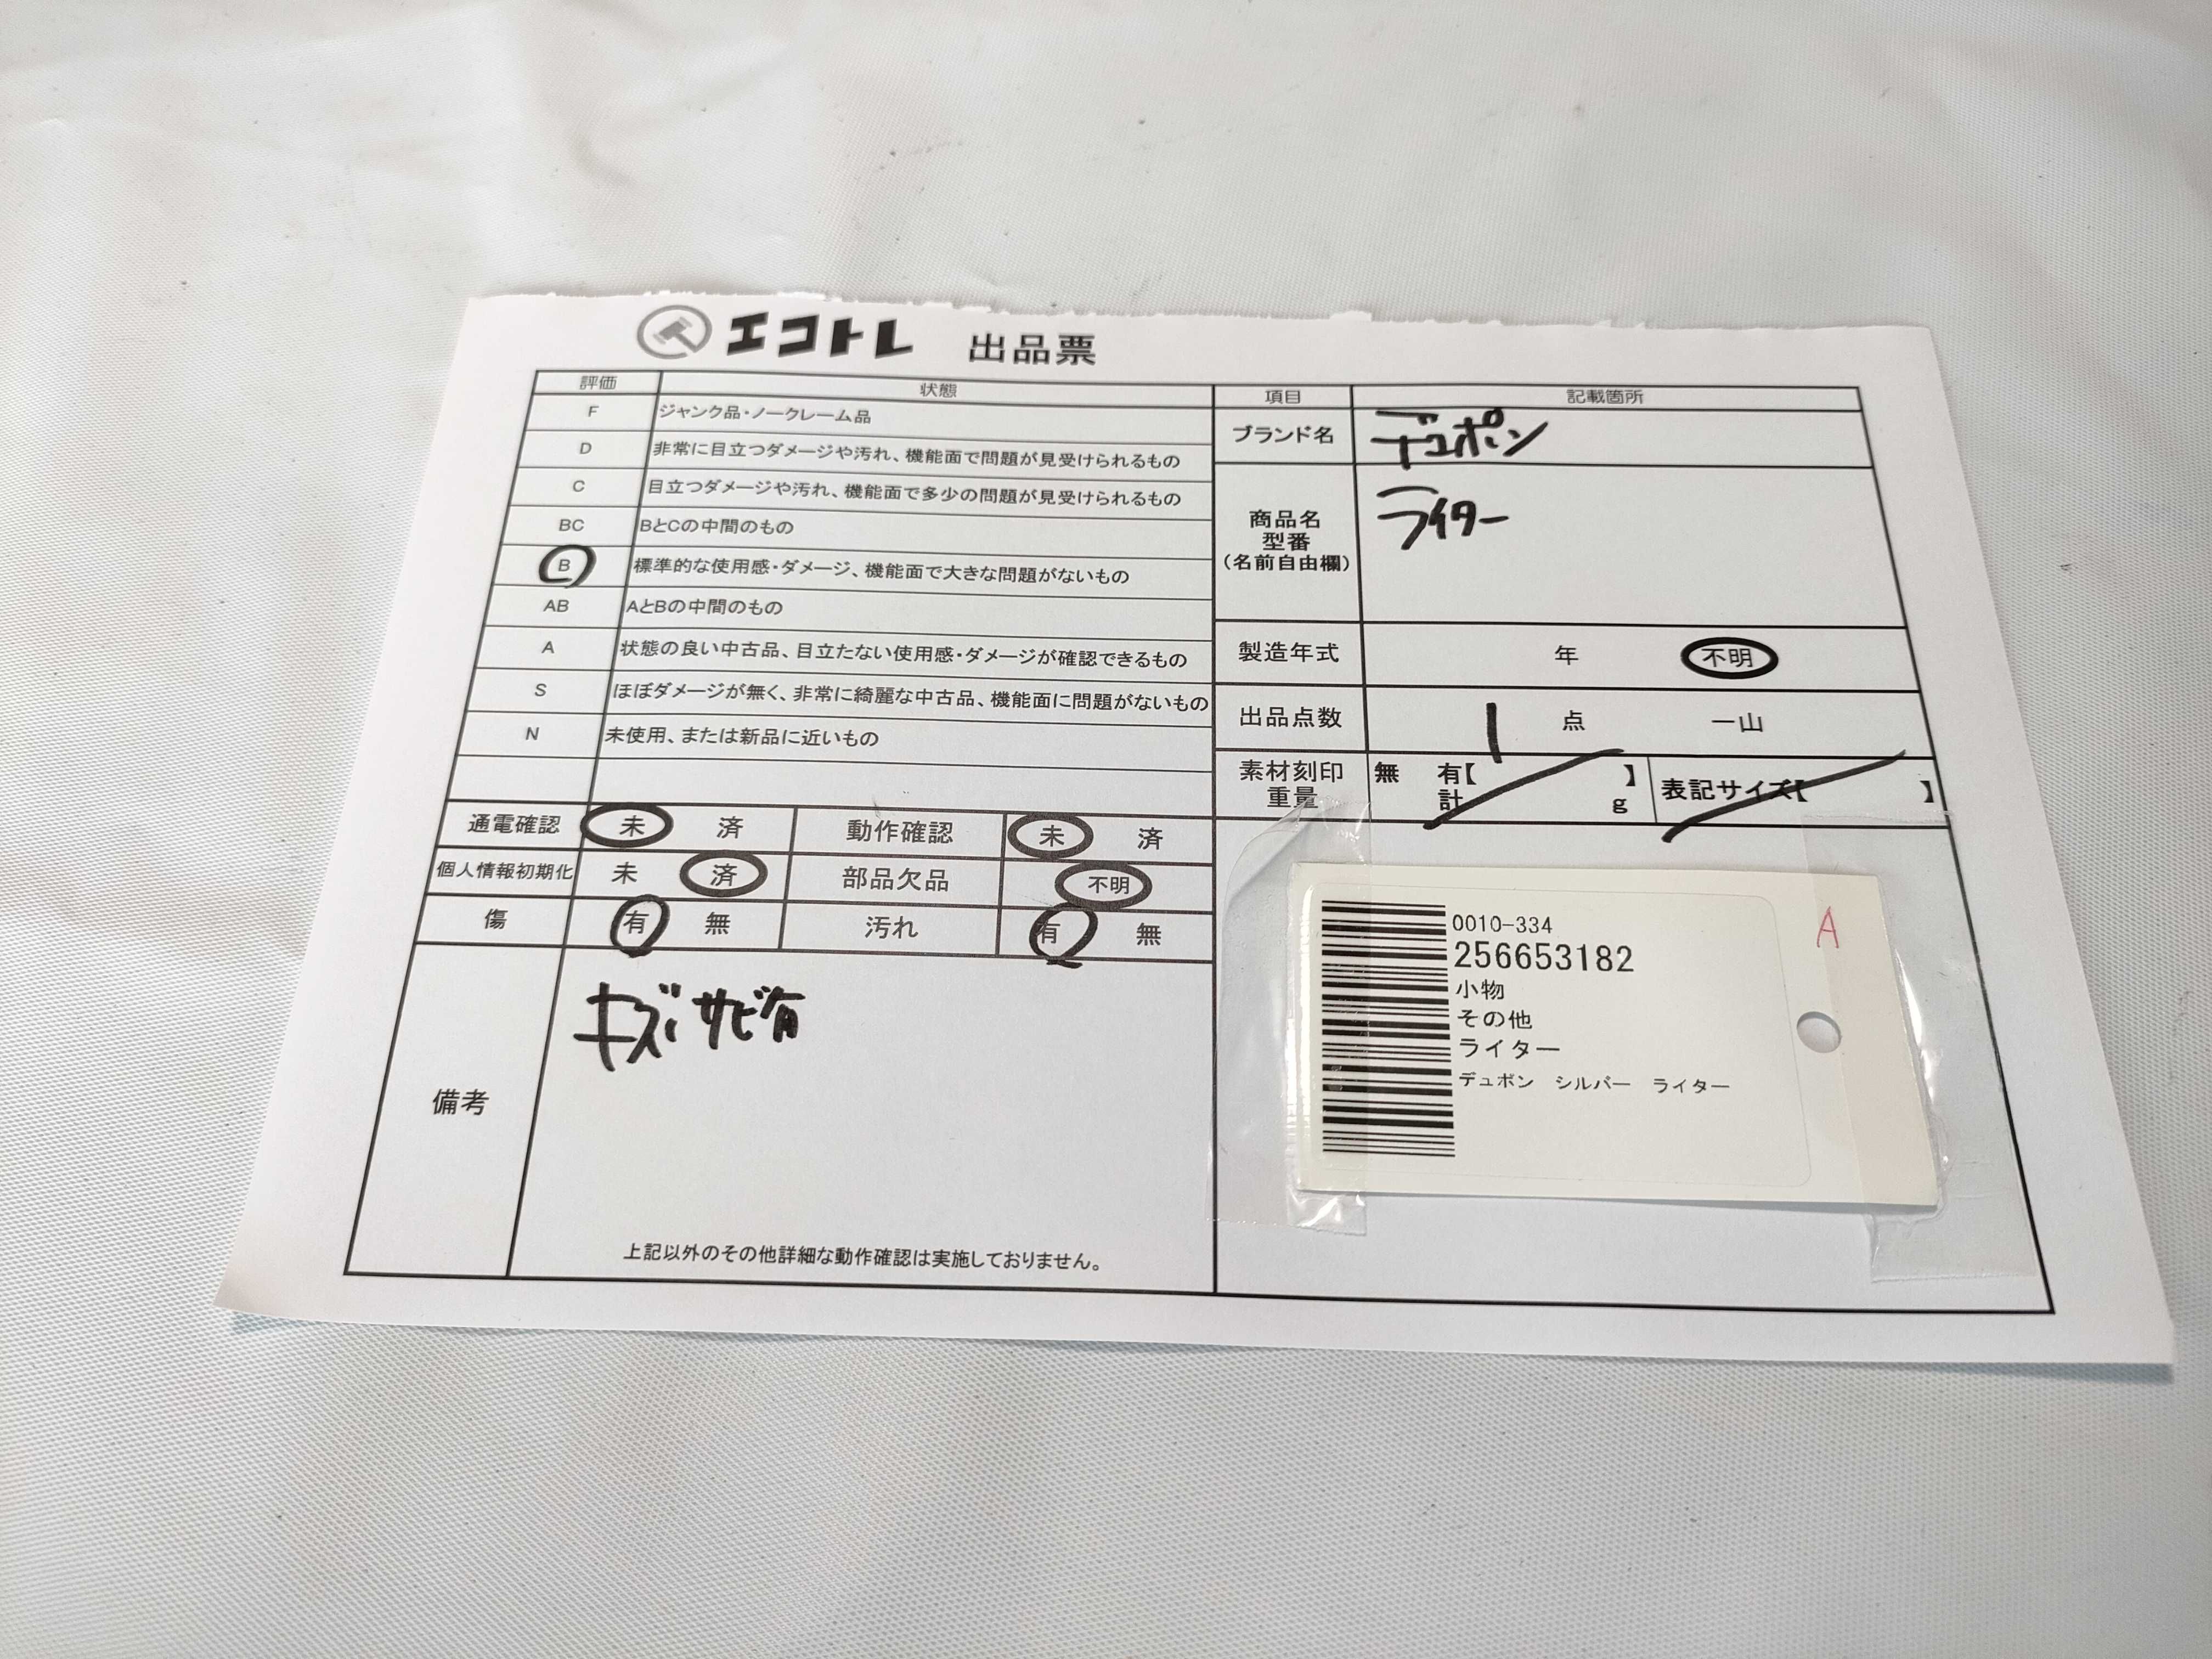 エコトレ 出品票
評価 状態
F ジャンク品・ノークレーム品
D 非常に目立つダメージや汚れ、機能面で問題が見受けられるもの
C 目立つダメージや汚れ、機能面で多少の問題が見受けられるもの
BC BとCの中間のもの
B 標準的な使用感・ダメージ、機能面で大きな問題がないもの
AB AとBの中間のもの
A 状態の良い中古品、目立たない使用感・ダメージが確認できるもの
S ほぼダメージが無く、非常に綺麗な中古品、機能面に問題がないもの
N 未使用、または新品に近いもの
通電確認 未 済 動作確認 未 済
個人情報初期化 未 済 部品欠品 不明
傷 有 無 汚れ 有 無
備考
キズ、サビ有
上記以外のその他詳細な動作確認は実施しておりません。
項目 記載箇所
ブランド名 デュポン
商品名
型番
(名前自由欄)
ライター
製造年式 年 不明
出品点数 1 点 一山
素材刻印 無 有【 】
重量 計 g
表記サイズ【 】
0010-334
256653182
小物
その他
ライター
デュポン シルバー ライター
A